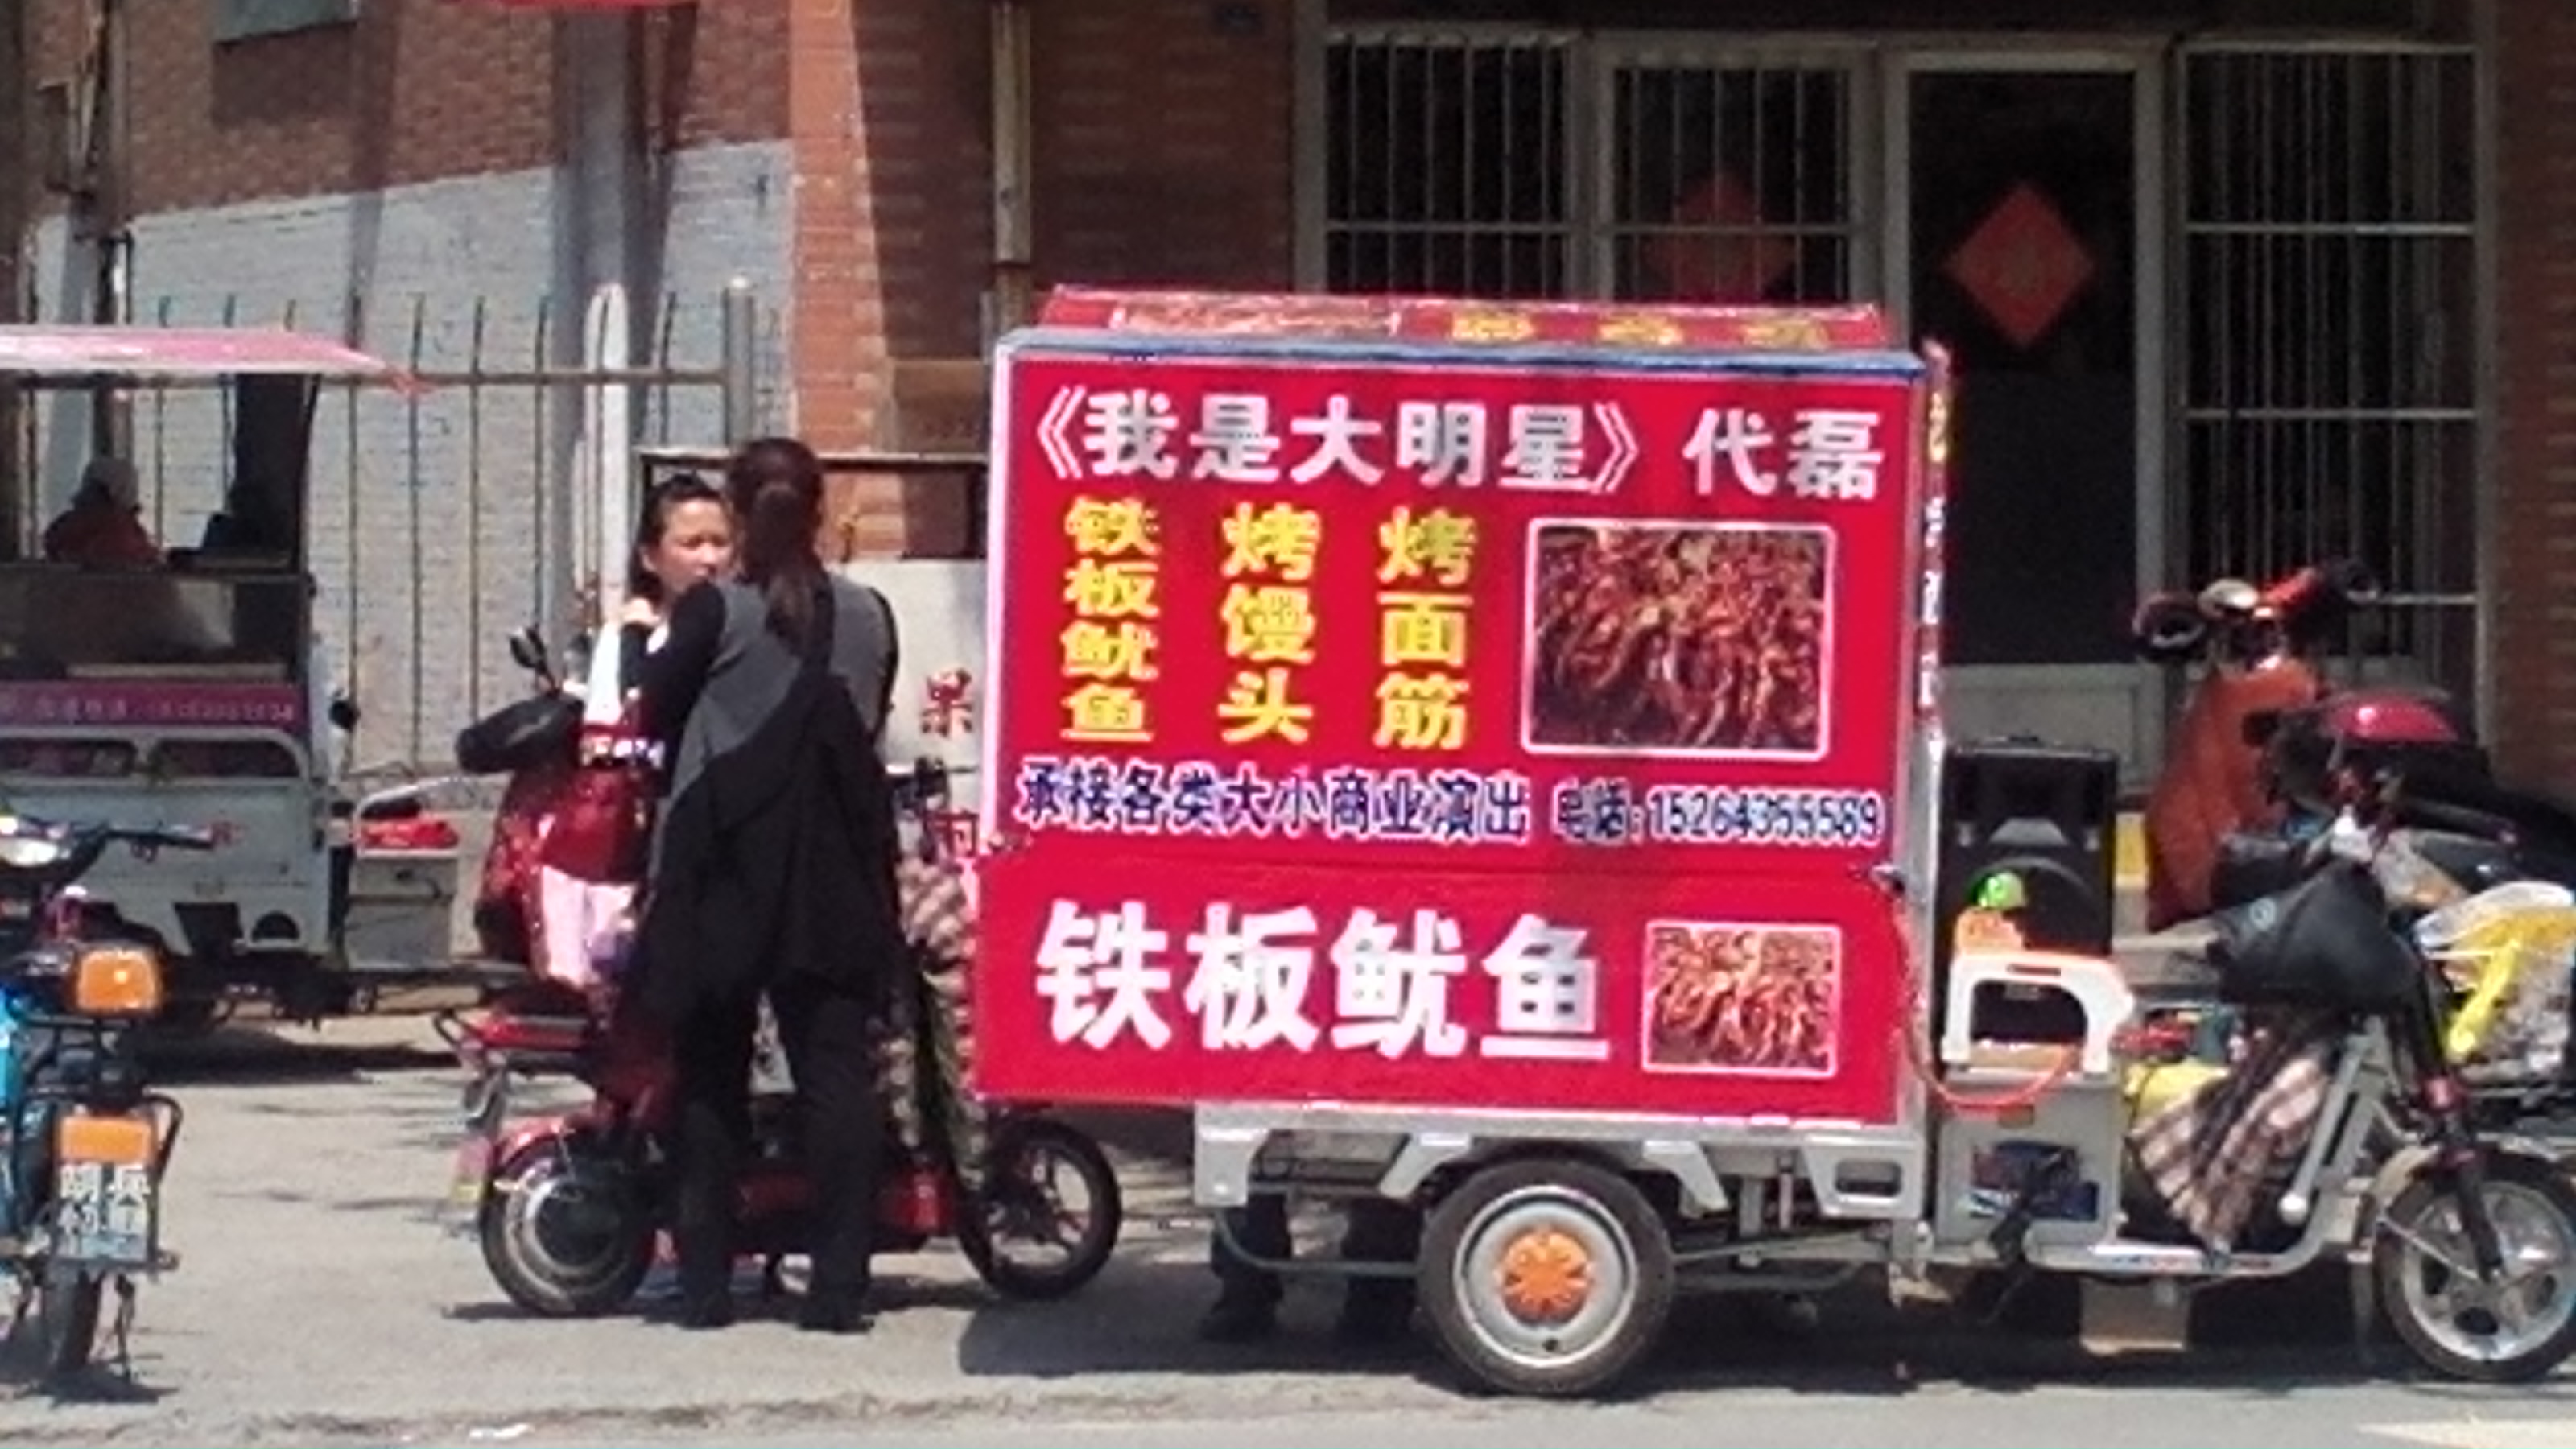 《我是大明星》代磊
铁板鱿鱼
烤馒头
烤面筋
承接各类大小商业演出 电话:15264355589
铁板鱿鱼
果